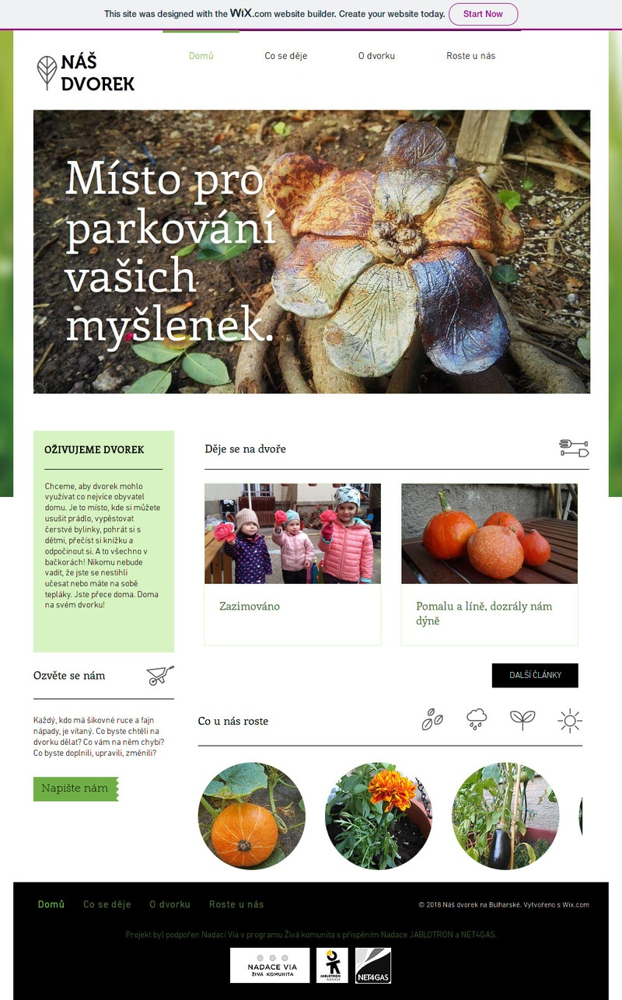 This site was designed with the WiX.com website builder. Create your website today. Start Now
NÁŠ
DVOREK
Domů Co se děje O dvorku Roste u nás
Místo pro
parkování
vašich
myšlenek.
OŽIVUJEME DVOREK
Chceme, aby dvorek mohlo
využívat co nejvíce obyvatel
domu. Je to místo, kde si můžete
usušit prádlo, vypěstovat
čerstvé bylinky, pohrát si s
dětmi, přečíst si knížku a
odpočinout si. A to všechno v
bačkorách! Nikomu nebude
vadit, že jste se nestihli
učesat nebo máte na sobě
tepláky. Jste přece doma. Doma
na svém dvorku!
Ozvěte se nám
Každý, kdo má šikovné ruce a fajn
nápady, je vítaný. Co byste chtěli na
dvorku dělat? Co vám na něm chybí?
Co byste doplnili, upravili, změnili?
Napište nám
Děje se na dvoře
Zazimováno
Pomalu a líně, dozrály nám
dýně
DALŠÍ ČLÁNKY
Co u nás roste
Domů Co se děje O dvorku Roste u nás
© 2018 Náš dvorek na Bulharské. Vytvořeno s Wix.com
Projekt byl podpořen Nadací Via v programu Živá komunita s přispěním Nadace JABLOTRON a NET4GAS.
NADACE VIA
ŽIVÁ KOMUNITA
JABLOTRON
NADACE
NET4GAS